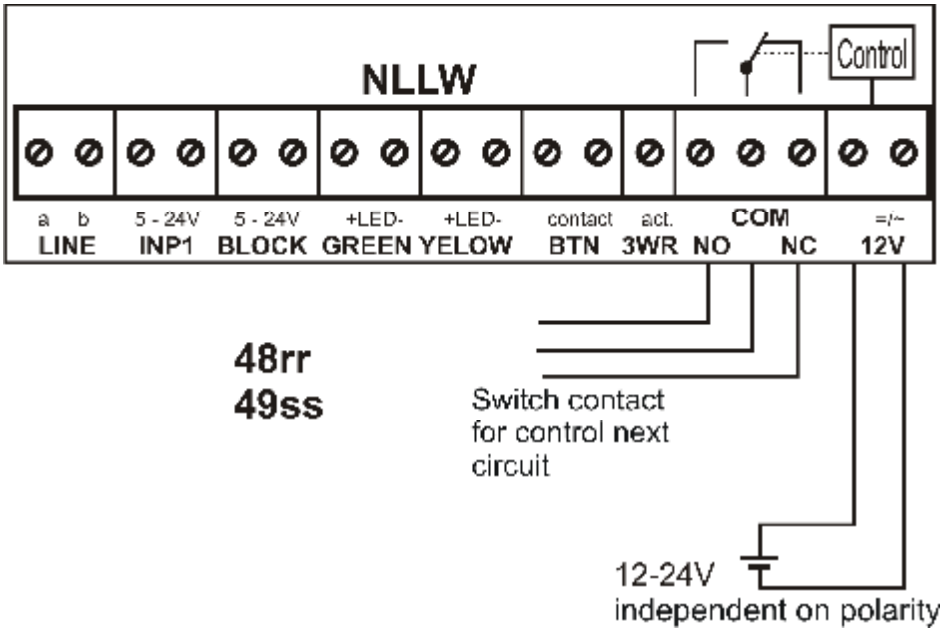 Control
NLLW
a b 5 - 24V 5 - 24V +LED- +LED- contact act. COM =/~
LINE INP1 BLOCK GREEN YELOW BTN 3WR NO NC 12V
48rr
49ss
Switch contact
for control next
circuit
12-24V
independent on polarity